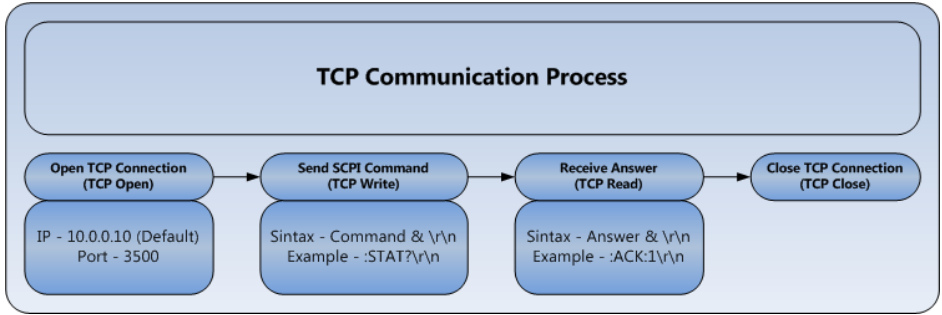 TCP Communication Process
Open TCP Connection
(TCP Open)
Send SCPI Command
(TCP Write)
Receive Answer
(TCP Read)
Close TCP Connection
(TCP Close)
IP - 10.0.0.10 (Default)
Port - 3500
Sintax - Command & \r\n
Example - :STAT?\r\n
Sintax - Answer & \r\n
Example - :ACK:1\r\n